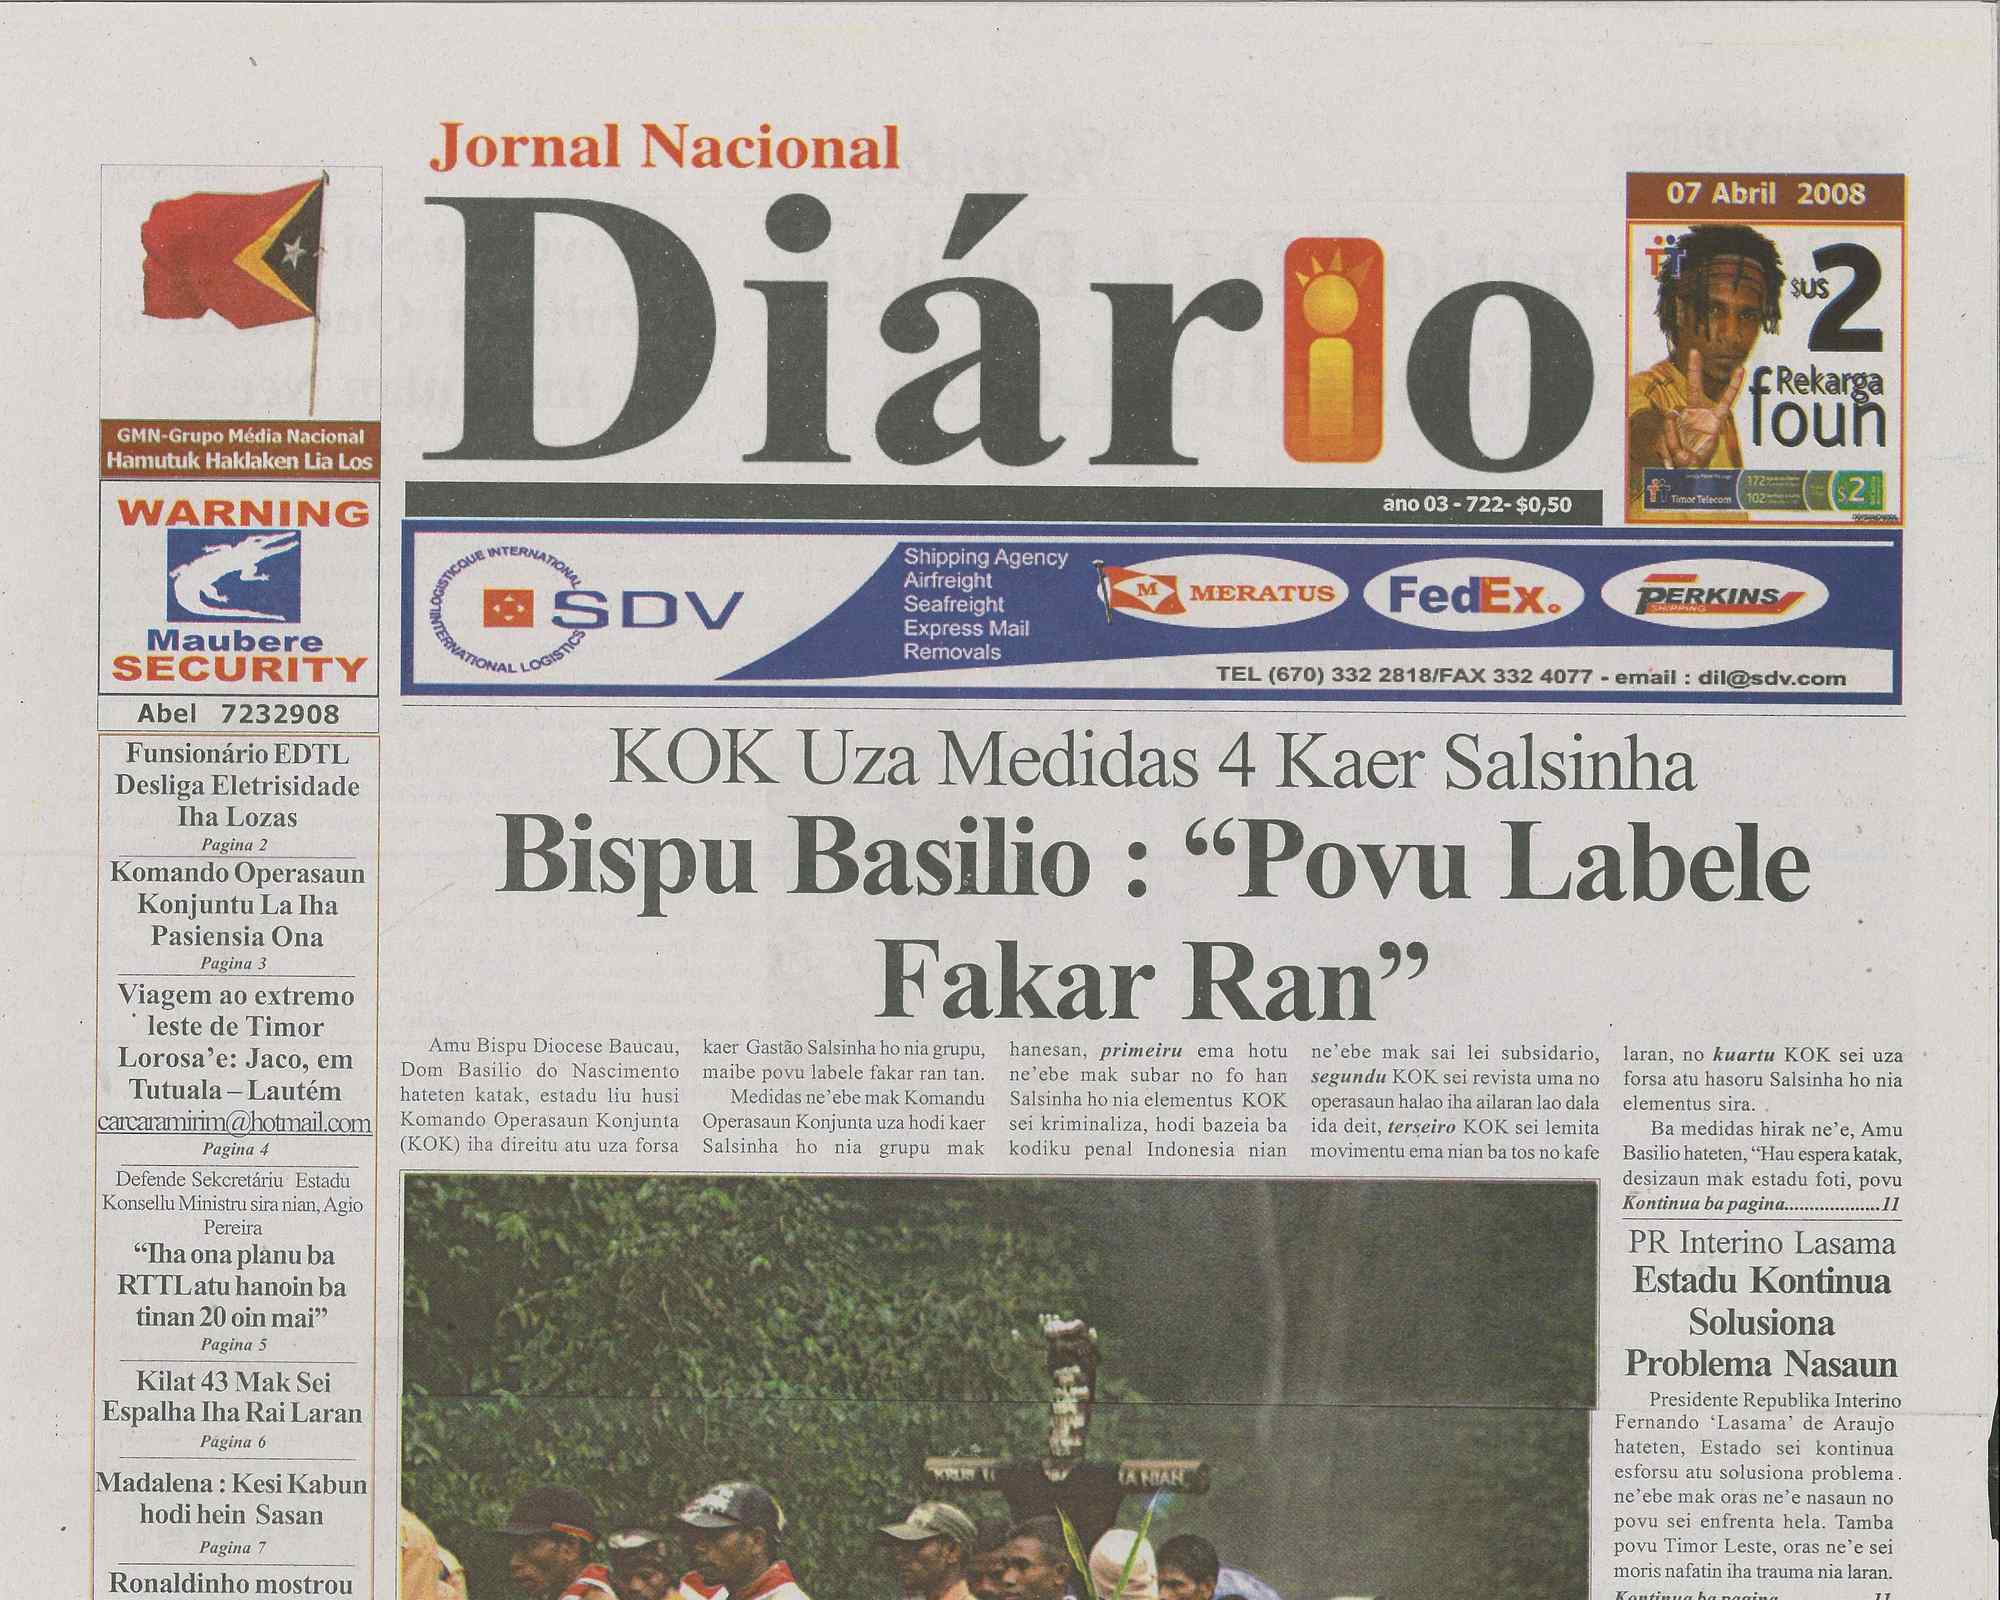 Jornal Nacional
Diário
07 Abril 2008
$US 2
Rekarga
foun
Timor Telecom
172
102
$2
GMN-Grupo Média Nacional
Hamutuk Haklaken Lia Los
ano 03 - 722- $0,50
WARNING
Maubere
SECURITY
Abel 7232908
UNILOGISTICQUE INTERNATIONAL
SDV
INTERNATIONAL LOGISTICS
Shipping Agency
Airfreight
Seafreight
Express Mail
Removals
M MERATUS
FedEx.
PERKINS
SHIPPING
TEL (670) 332 2818/FAX 332 4077 - email : dil@sdv.com
Funsionário EDTL
Desliga Eletrisidade
Iha Lozas
Pagina 2
Komando Operasaun
Konjuntu La Iha
Pasiensia Ona
Pagina 3
Viagem ao extremo
leste de Timor
Lorosa’e: Jaco, em
Tutuala – Lautém
carcaramirim@hotmail.com
Pagina 4
Defende Sekcretáriu Estadu
Konsellu Ministru sira nian, Agio
Pereira
“Iha ona planu ba
RTTL atu hanoin ba
tinan 20 oin mai”
Pagina 5
Kilat 43 Mak Sei
Espalha Iha Rai Laran
Pagina 6
Madalena : Kesi Kabun
hodi hein Sasan
Pagina 7
Ronaldinho mostrou
KOK Uza Medidas 4 Kaer Salsinha
Bispu Basilio : “Povu Labele
Fakar Ran”
Amu Bispu Diocese Baucau,
Dom Basilio do Nascimento
hateten katak, estadu liu husi
Komando Operasaun Konjunta
(KOK) iha direitu atu uza forsa
kaer Gastão Salsinha ho nia grupu,
maibe povu labele fakar ran tan.
Medidas ne’ebe mak Komandu
Operasaun Konjunta uza hodi kaer
Salsinha ho nia grupu mak
hanesan, primeiru ema hotu
ne’ebe mak subar no fo han
Salsinha ho nia elementus KOK
sei kriminaliza, hodi bazeia ba
kodiku penal Indonesia nian
ne’ebe mak sai lei subsidario,
segundu KOK sei revista uma no
operasaun halao iha ailaran lao dala
ida deit, terseiro KOK sei lemita
movimentu ema nian ba tos no kafe
laran, no kuartu KOK sei uza
forsa atu hasoru Salsinha ho nia
elementus sira.
Ba medidas hirak ne’e, Amu
Basilio hateten, “Hau espera katak,
desizaun mak estadu foti, povu
Kontinua ba pagina....................11
PR Interino Lasama
Estadu Kontinua
Solusiona
Problema Nasaun
Presidente Republika Interino
Fernando ‘Lasama’ de Araujo
hateten, Estado sei kontinua
esforsu atu solusiona problema
ne’ebe mak oras ne’e nasaun no
povu sei enfrenta hela. Tamba
povu Timor Leste, oras ne’e sei
moris nafatin iha trauma nia laran.
Kontinua ba pagina....................11